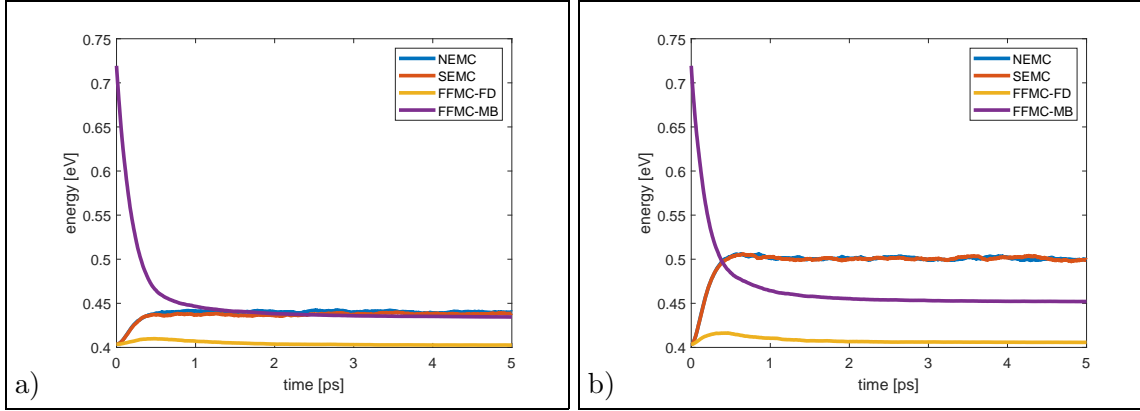 0.75
0.7
0.65
0.6
0.55
0.5
0.45
0.4
energy [eV]
NEMC
SEMC
FFMC-FD
FFMC-MB
0 1 2 3 4 5
time [ps]
a)
0.75
0.7
0.65
0.6
0.55
0.5
0.45
0.4
energy [eV]
NEMC
SEMC
FFMC-FD
FFMC-MB
0 1 2 3 4 5
time [ps]
b)